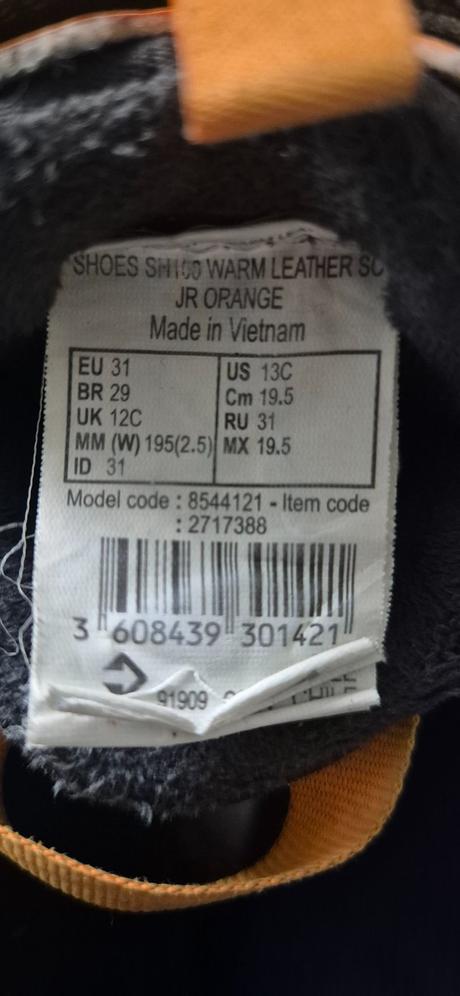 SHOES SH100 WARM LEATHER SC
JR ORANGE
Made in Vietnam
EU 31
BR 29
UK 12C
MM (W) 195(2.5)
ID 31
US 13C
Cm 19.5
RU 31
MX 19.5
Model code : 8544121 - Item code
: 2717388
3 608439 301421
91909